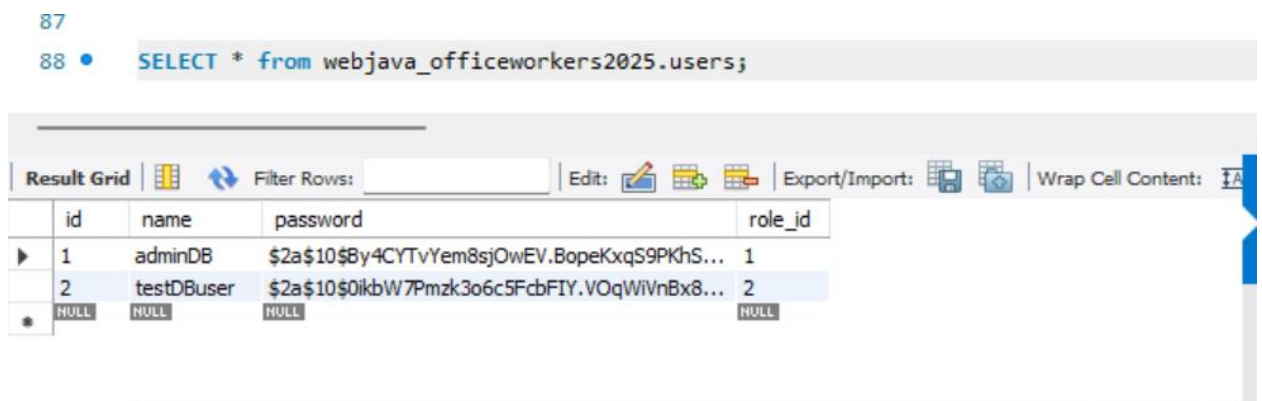 87
88 SELECT * from webjava_officeworkers2025.users;
Result Grid Filter Rows: Edit: Export/Import: Wrap Cell Content:
id name password role_id
1 adminDB $2a$10$By4CYTvYem8sjOwEV.BopeKxqS9PKhS... 1
2 testDBuser $2a$10$0ikbW7Pmzk3o6c5FcbFIY.VOqWiVnBx8... 2
NULL NULL NULL NULL